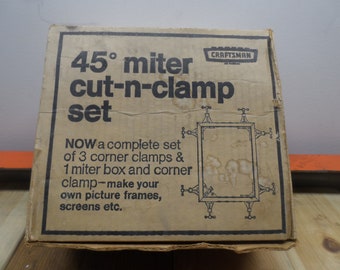 CRAFTSMAN
45° miter
cut-n-clamp
set
NOW a complete set
of 3 corner clamps &
1 miter box and corner
clamp–make your
own picture frames,
screens etc.